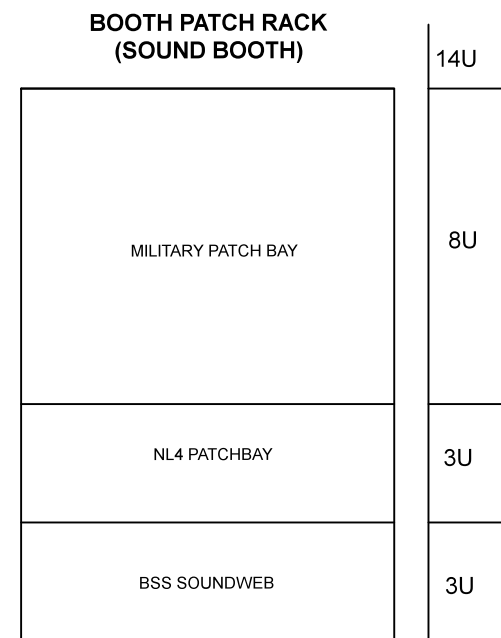 BOOTH PATCH RACK
(SOUND BOOTH)
14U
MILITARY PATCH BAY
8U
NL4 PATCHBAY
3U
BSS SOUNDWEB
3U